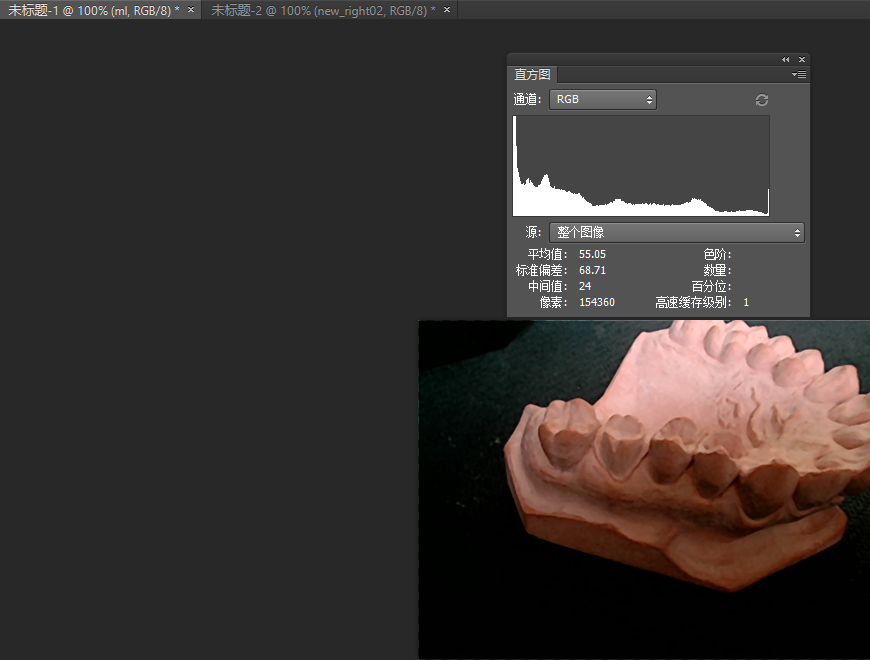 未标题-1 @ 100% (ml, RGB/8) * × 未标题-2 @ 100% (new_right02, RGB/8) * ×
直方图
通道: RGB
源: 整个图像
平均值: 55.05 色阶:
标准偏差: 68.71 数量:
中间值: 24 百分位:
像素: 154360 高速缓存级别: 1